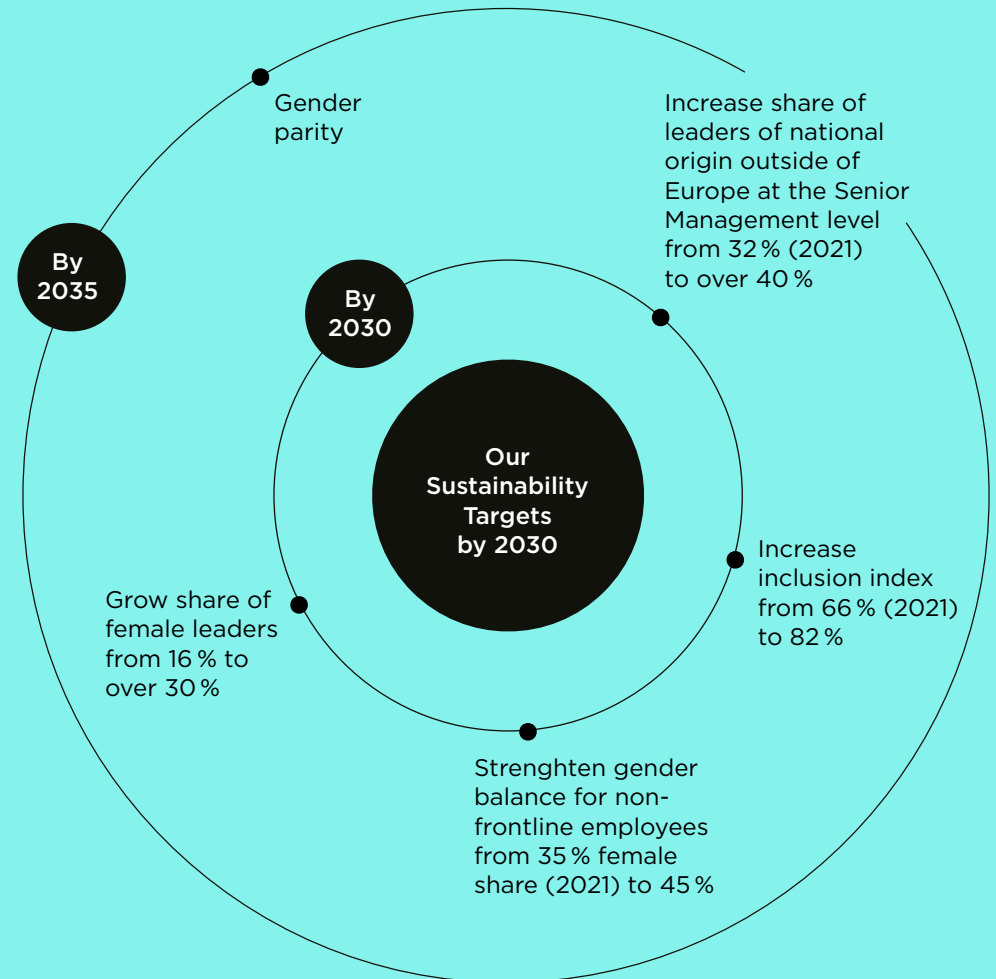 Gender
parity
Increase share of
leaders of national
origin outside of
Europe at the Senior
Management level
from 32 % (2021)
to over 40 %
By
2035
By
2030
Our
Sustainability
Targets
by 2030
Increase
inclusion index
from 66 % (2021)
to 82 %
Grow share of
female leaders
from 16 % to
over 30 %
Strenghten gender
balance for non-
frontline employees
from 35 % female
share (2021) to 45 %